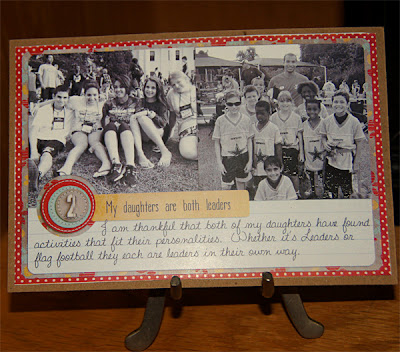 2
My daughters are both leaders
I am thankful that both of my daughters have found
activities that fit their personalities. Whether it's Leaders or
flag football they each are leaders in their own way.